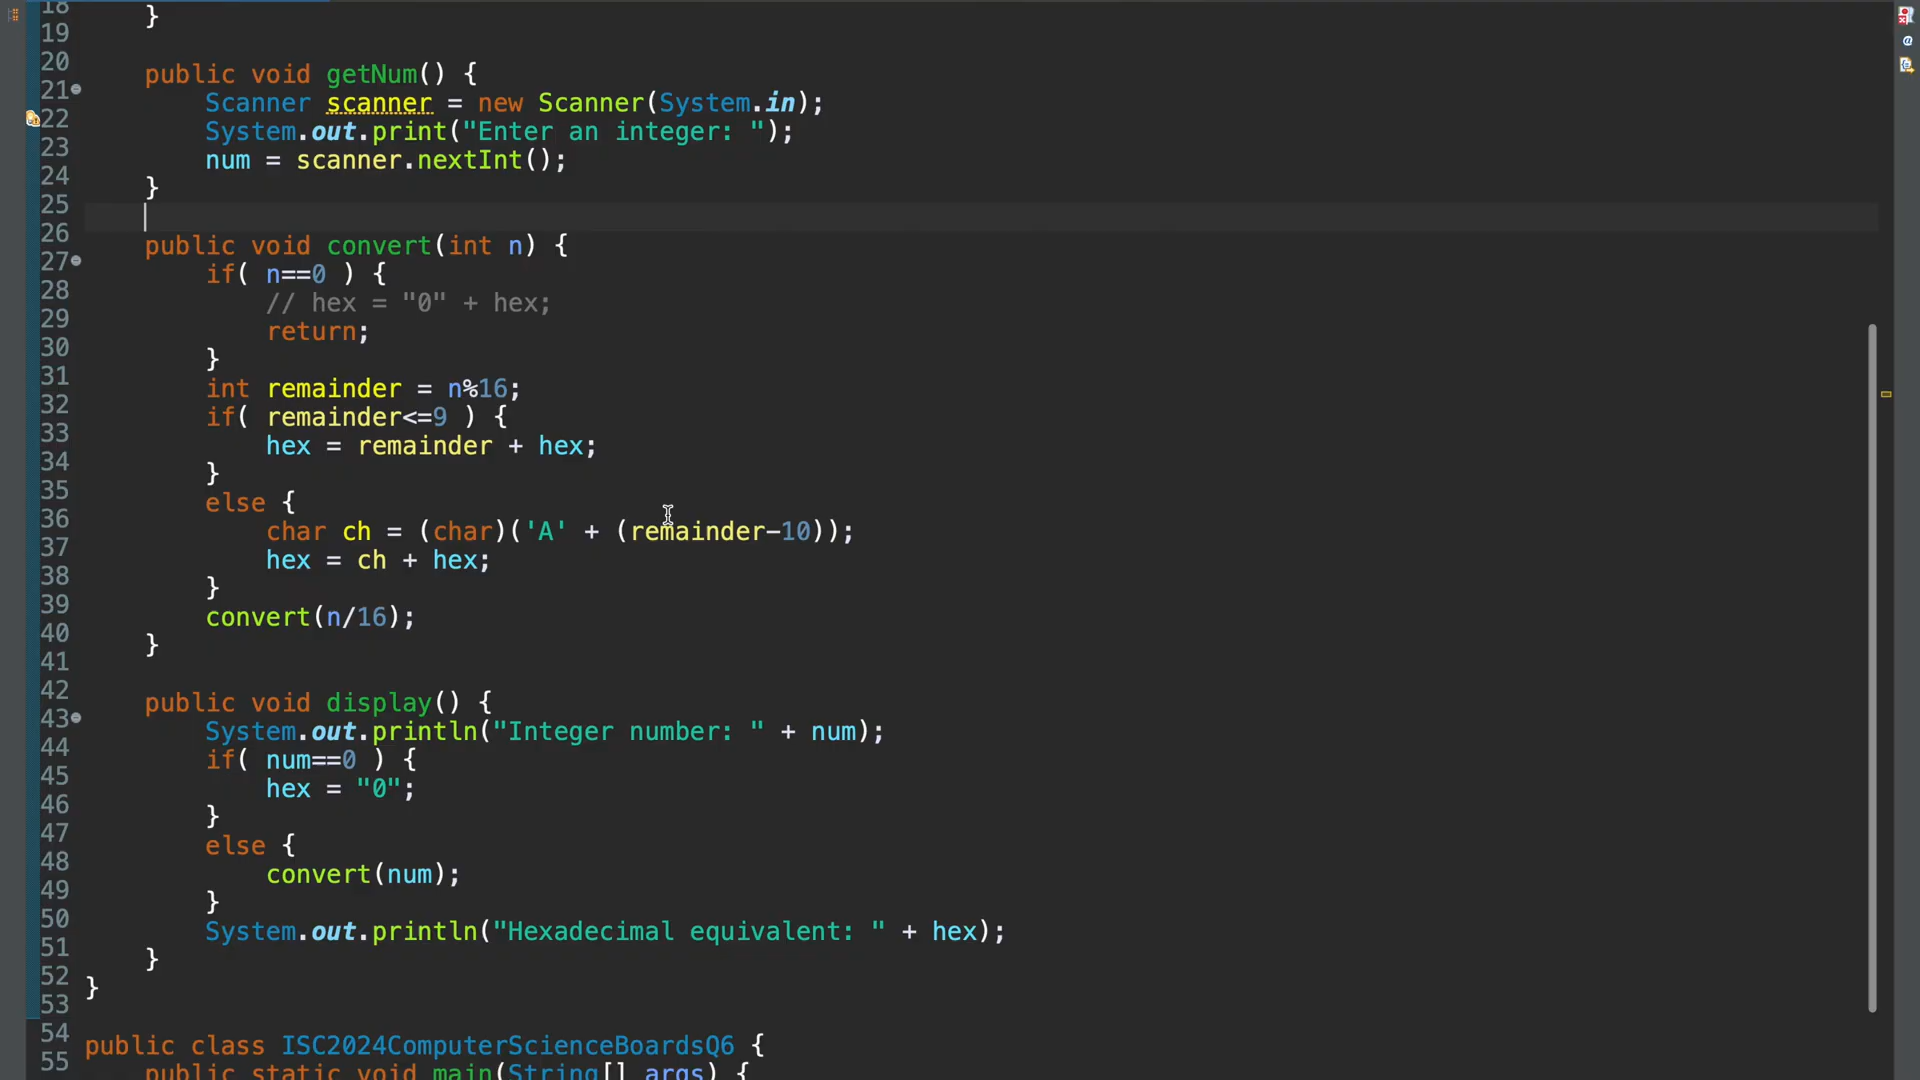 18
19 }
20
21 public void getNum() {
22 Scanner scanner = new Scanner(System.in);
23 System.out.print("Enter an integer: ");
24 num = scanner.nextInt();
25 }
26
27 public void convert(int n) {
28 if( n==0 ) {
29 // hex = "0" + hex;
30 return;
31 }
32 int remainder = n%16;
33 if( remainder<=9 ) {
34 hex = remainder + hex;
35 }
36 else {
37 char ch = (char)('A' + (remainder-10));
38 hex = ch + hex;
39 }
40 convert(n/16);
41 }
42
43 public void display() {
44 System.out.println("Integer number: " + num);
45 if( num==0 ) {
46 hex = "0";
47 }
48 else {
49 convert(num);
50 }
51 System.out.println("Hexadecimal equivalent: " + hex);
52 }
53 }
54
55 public class ISC2024ComputerScienceBoardsQ6 {
public static void main(String[] args) {